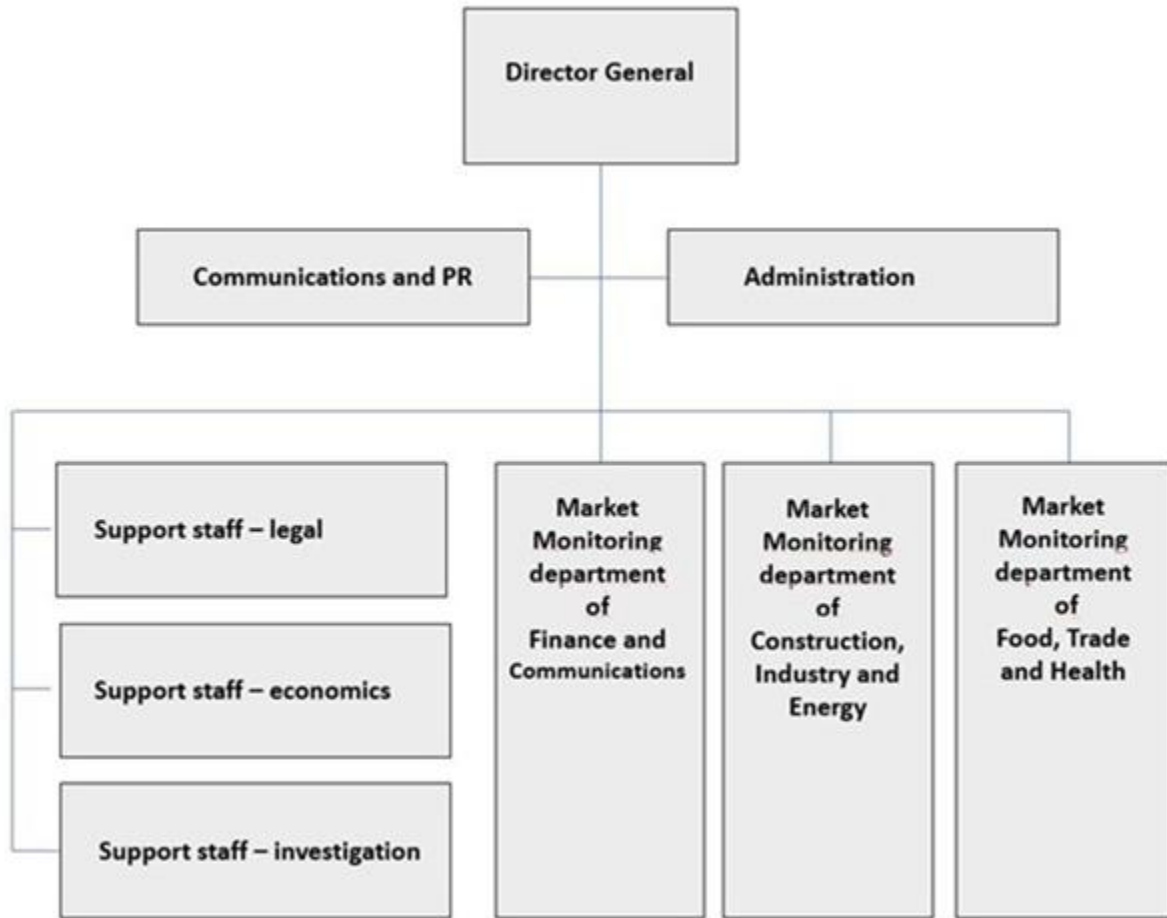 Director General
Communications and PR
Administration
Support staff – legal
Support staff – economics
Support staff – investigation
Market
Monitoring
department
of
Finance and
Communications
Market
Monitoring
department
of
Construction,
Industry and
Energy
Market
Monitoring
department
of
Food, Trade
and Health